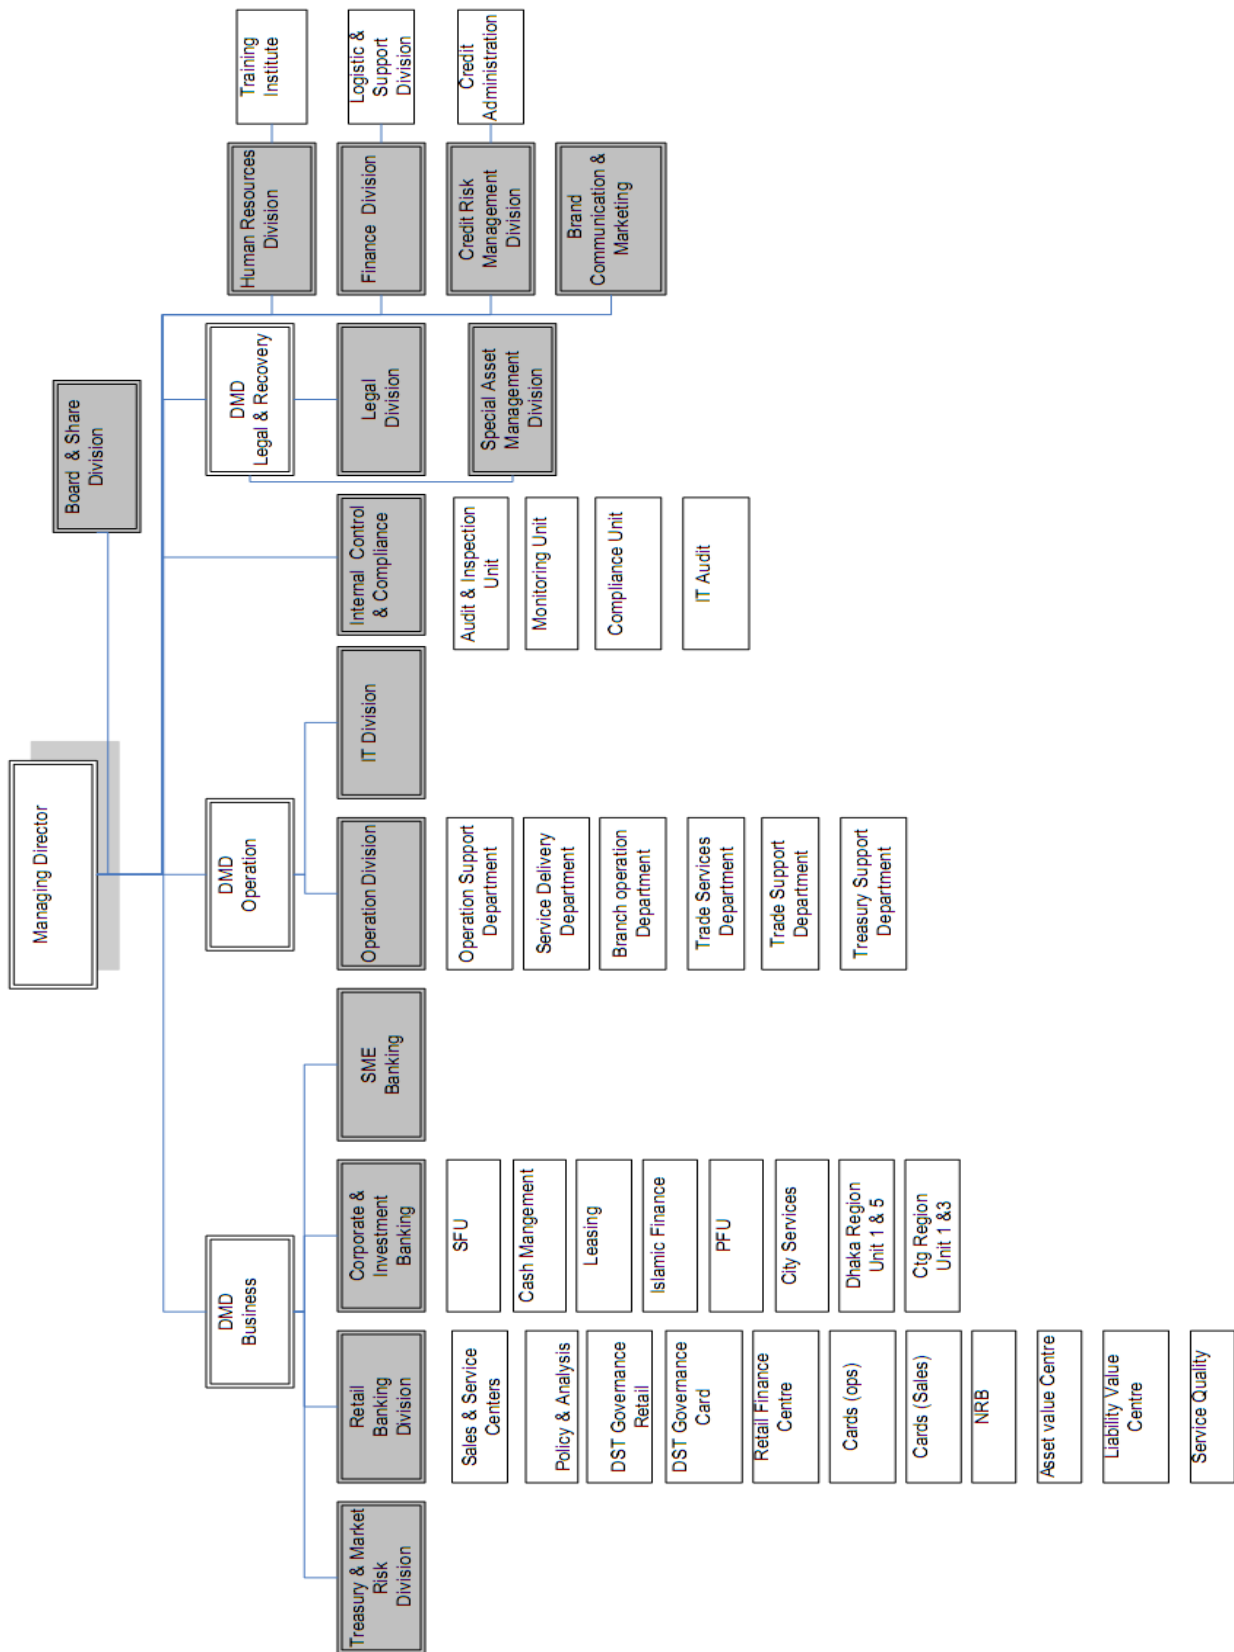 Managing Director
Board & Share
Division
DMD
Business
DMD
Operation
DMD
Legal & Recovery
Treasury & Market
Risk
Division
Retail
Banking
Division
Corporate &
Investment
Banking
SME
Banking
Operation Division
IT Division
Internal Control
& Compliance
Legal
Division
Special Asset
Management
Division
Human Resources
Division
Training
Institute
Finance Division
Logistic &
Support
Division
Credit Risk
Management
Division
Credit
Administration
Brand
Communication &
Marketing
Sales & Service
Centers
Policy & Analysis
DST Governance
Retail
DST Governance
Card
Retail Finance
Centre
Cards (ops)
Cards (Sales)
NRB
Asset value Centre
Liability Value
Centre
Service Quality
SFU
Cash Mangement
Leasing
Islamic Finance
PFU
City Services
Dhaka Region
Unit 1 & 5
Ctg Region
Unit 1 &3
Operation Support
Department
Service Delivery
Department
Branch operation
Department
Trade Services
Department
Trade Support
Department
Treasury Support
Department
Audit & Inspection
Unit
Monitoring Unit
Compliance Unit
IT Audit